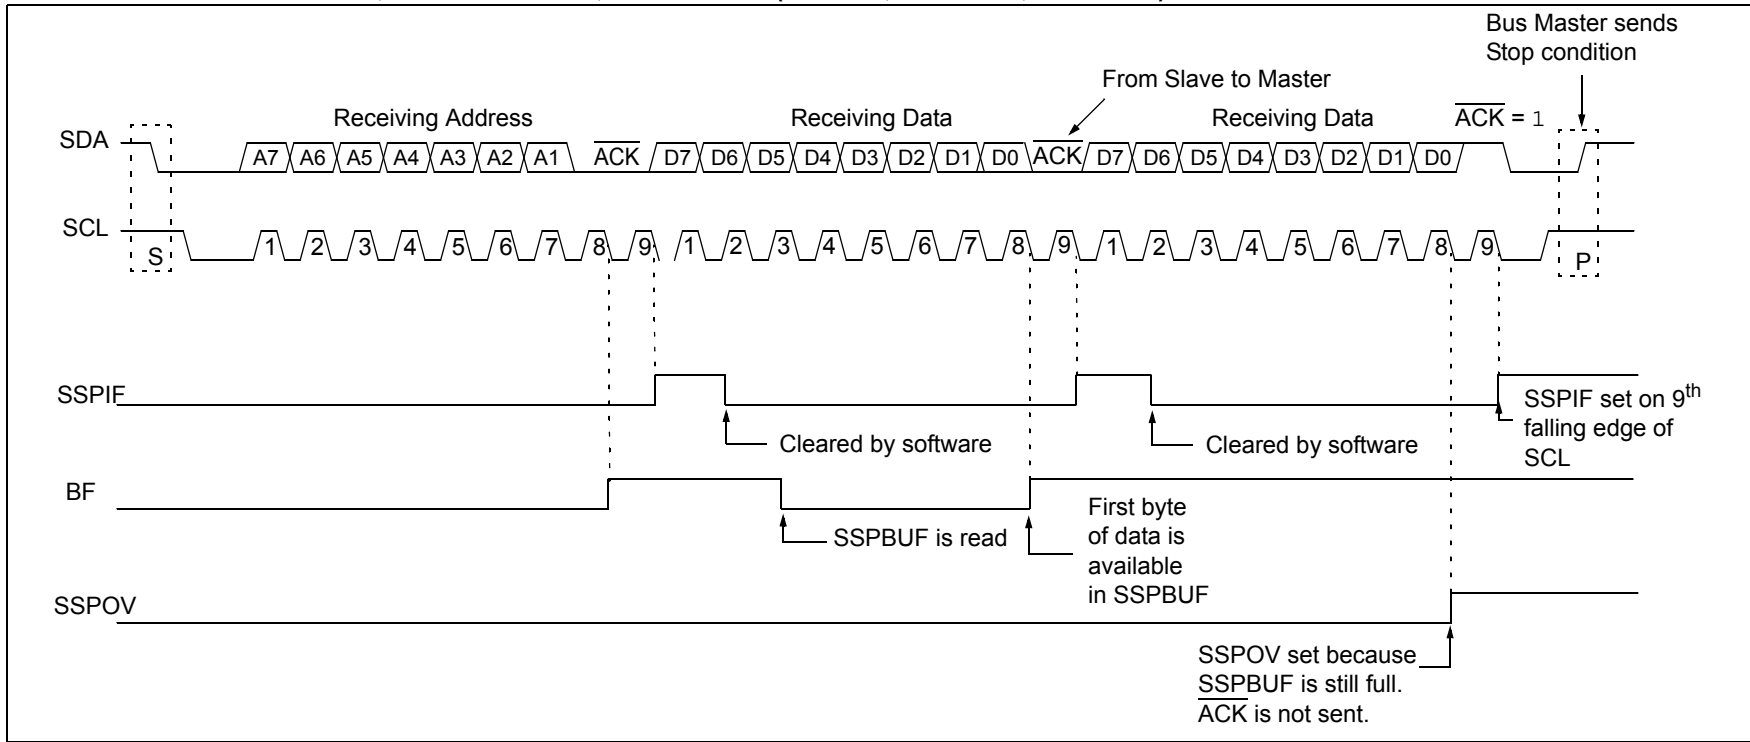 Bus Master sends
Stop condition
From Slave to Master
Receiving Address
Receiving Data
Receiving Data
ACK = 1
SDA
A7 A6 A5 A4 A3 A2 A1 ACK D7 D6 D5 D4 D3 D2 D1 D0 ACK D7 D6 D5 D4 D3 D2 D1 D0
SCL
S
1 2 3 4 5 6 7 8 9 1 2 3 4 5 6 7 8 9 1 2 3 4 5 6 7 8 9
P
SSPIF
Cleared by software
Cleared by software
SSPIF set on 9th
falling edge of
SCL
BF
SSPBUF is read
First byte
of data is
available
in SSPBUF
SSPOV
SSPOV set because
SSPBUF is still full.
ACK is not sent.